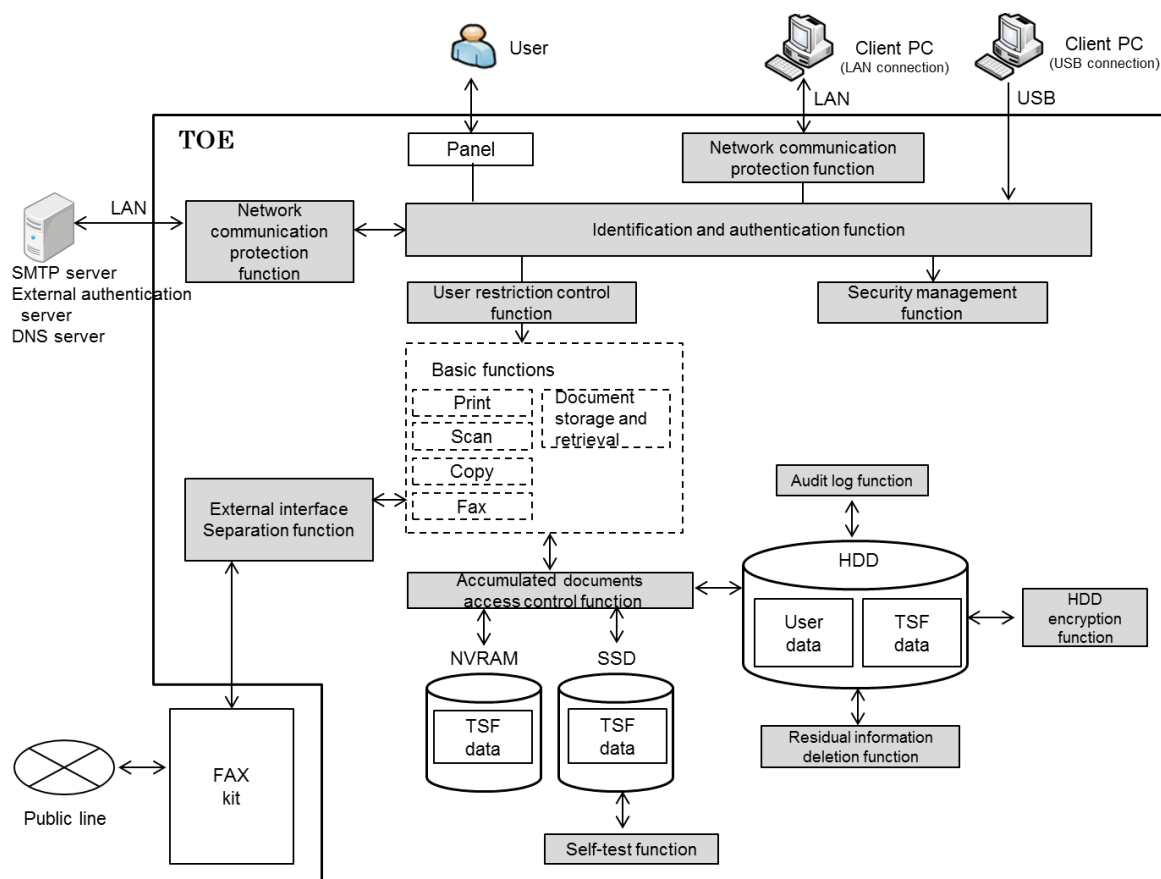 User
Client PC
(LAN connection)
Client PC
(USB connection)
LAN
USB
TOE
Panel
Network communication
protection function
LAN
Network
communication
protection
function
Identification and authentication function
SMTP server
External authentication
server
DNS server
User restriction control
function
Security management
function
Basic functions
Print
Scan
Copy
Fax
Document
storage and
retrieval
External interface
Separation function
Audit log function
Accumulated documents
access control function
HDD
User
data
TSF
data
HDD
encryption
function
NVRAM
TSF
data
SSD
TSF
data
Residual information
deletion function
FAX
kit
Public line
Self-test function